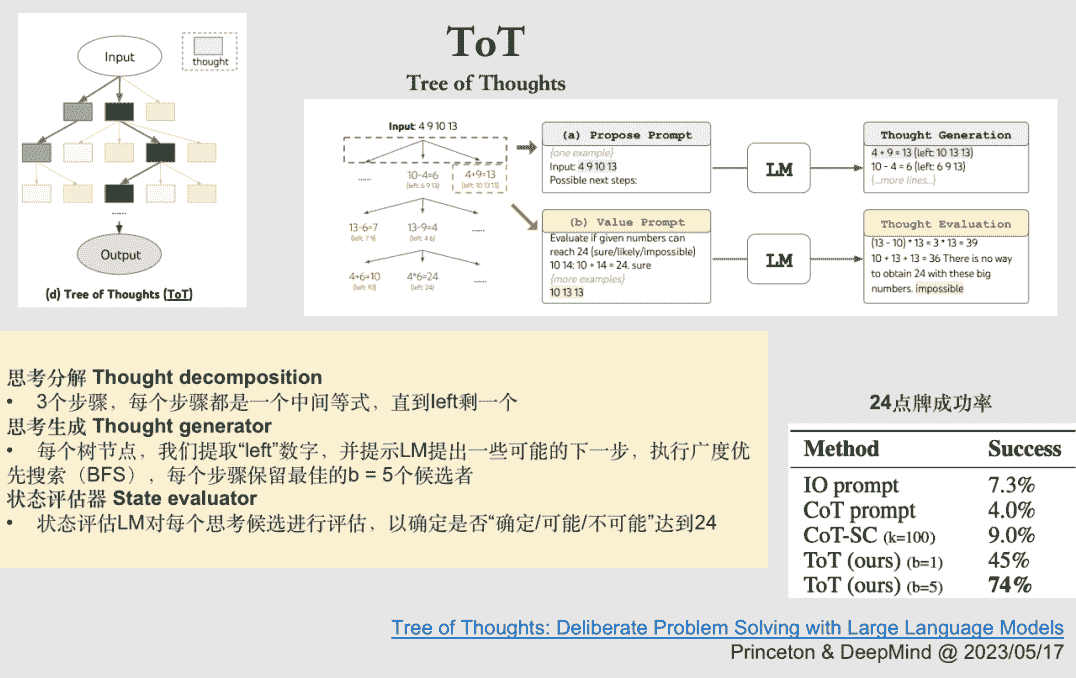 ToT
Tree of Thoughts
Input
thought
......
Output
(d) Tree of Thoughts (ToT)
Input: 4 9 10 13
......
10-4=6
(left: 6 9 13)
4+9=13
(left: 10 13 13)
13-6=7
(left: 7 9)
13-9=4
(left: 4 6)
......
4+6=10
(left: 10)
4*6=24
(left: 24)
......
(a) Propose Prompt
{one example}
Input: 4 9 10 13
Possible next steps:
LM
Thought Generation
4 + 9 = 13 (left: 10 13 13)
10 - 4 = 6 (left: 6 9 13)
{...more lines...}
(b) Value Prompt
Evaluate if given numbers can
reach 24 (sure/likely/impossible)
10 14: 10 + 14 = 24. sure
{more examples}
10 13 13
LM
Thought Evaluation
(13 - 10) * 13 = 3 * 13 = 39
10 + 13 + 13 = 36 There is no way
to obtain 24 with these big
numbers. impossible
思考分解 Thought decomposition
• 3个步骤，每个步骤都是一个中间等式，直到left剩一个
思考生成 Thought generator
• 每个树节点，我们提取“left”数字，并提示LM提出一些可能的下一步，执行广度优
先搜索（BFS），每个步骤保留最佳的b = 5个候选者
状态评估器 State evaluator
• 状态评估LM对每个思考候选进行评估，以确定是否“确定/可能/不可能”达到24
24点牌成功率
Method Success
IO prompt 7.3%
CoT prompt 4.0%
CoT-SC (k=100) 9.0%
ToT (ours) (b=1) 45%
ToT (ours) (b=5) 74%
Tree of Thoughts: Deliberate Problem Solving with Large Language Models
Princeton & DeepMind @ 2023/05/17